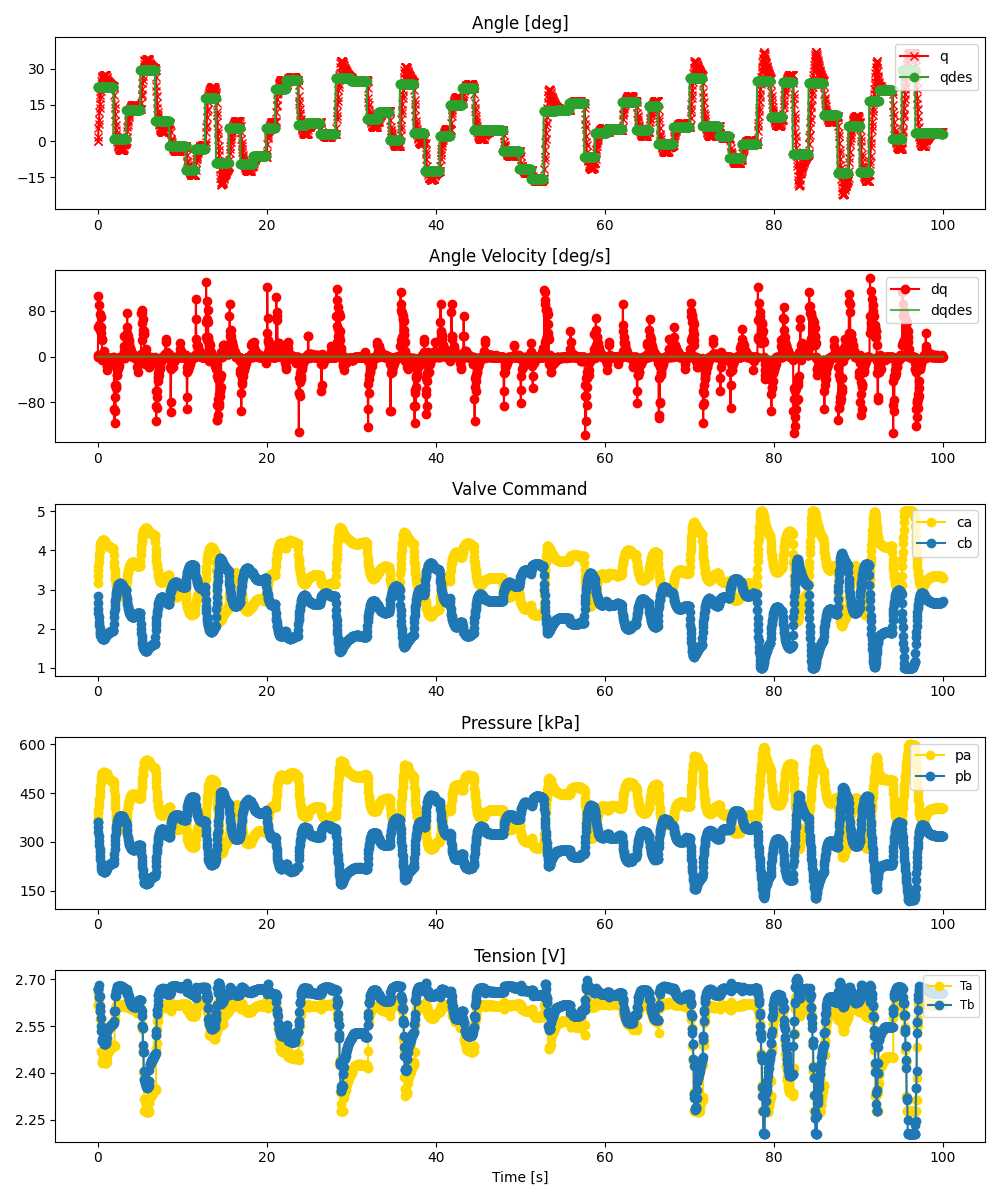 Angle [deg]
30
15
0
−15
q
qdes
0 20 40 60 80 100
Angle Velocity [deg/s]
80
0
−80
dq
dqdes
0 20 40 60 80 100
Valve Command
5
4
3
2
1
ca
cb
0 20 40 60 80 100
Pressure [kPa]
600
450
300
150
pa
pb
0 20 40 60 80 100
Tension [V]
2.70
2.55
2.40
2.25
Ta
Tb
0 20 40 60 80 100
Time [s]